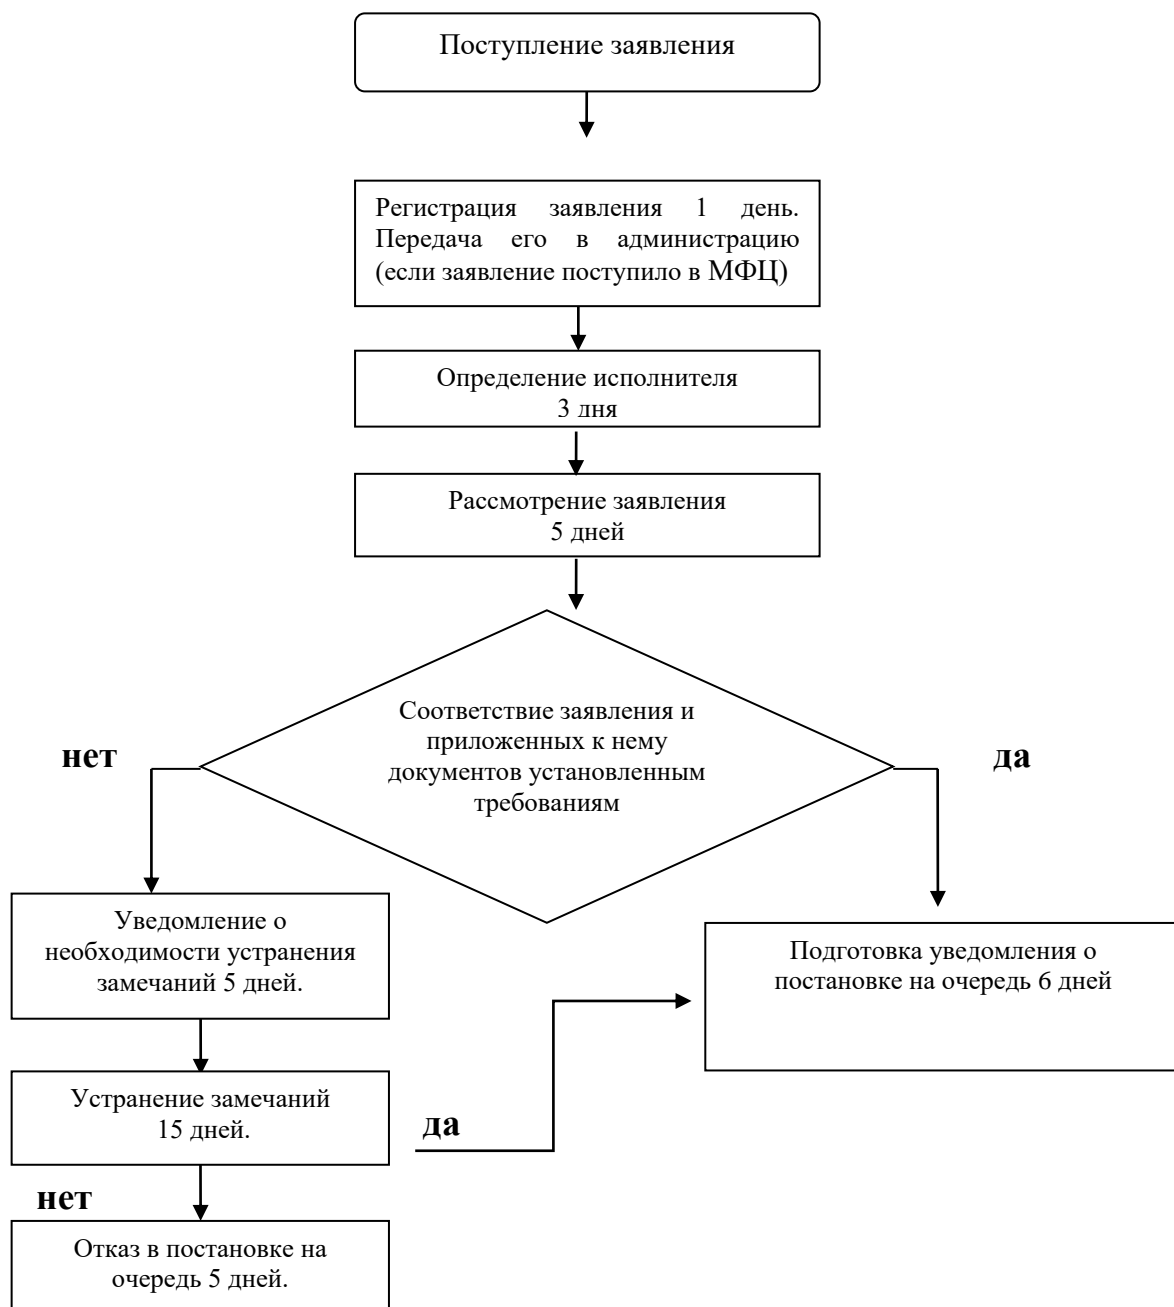 Поступление заявления
Регистрация заявления 1 день.
Передача его в администрацию
(если заявление поступило в МФЦ)
Определение исполнителя
3 дня
Рассмотрение заявления
5 дней
Соответствие заявления и
приложенных к нему
документов установленным
требованиям
нет
да
Уведомление о
необходимости устранения
замечаний 5 дней.
Подготовка уведомления о
постановке на очередь 6 дней
Устранение замечаний
15 дней.
да
нет
Отказ в постановке на
очередь 5 дней.